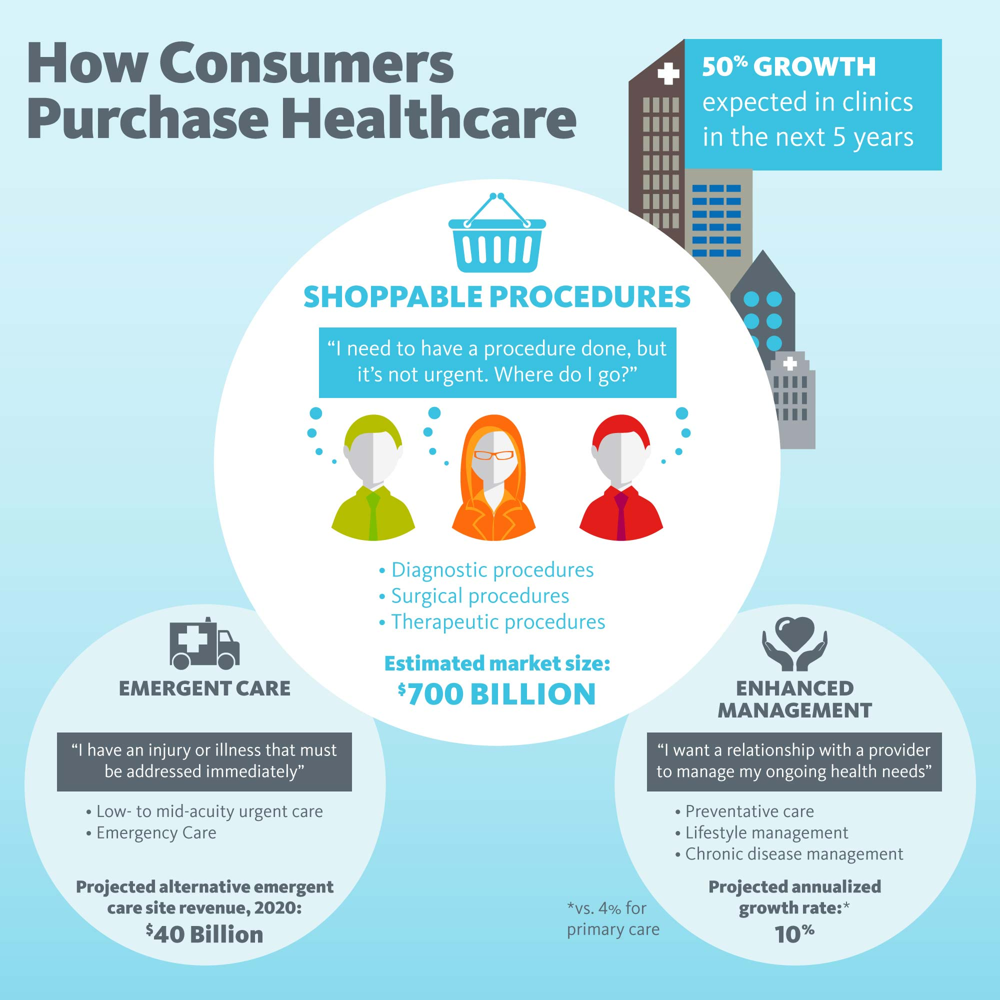 How Consumers
Purchase Healthcare
50% GROWTH
expected in clinics
in the next 5 years
SHOPPABLE PROCEDURES
“I need to have a procedure done, but
it’s not urgent. Where do I go?”
• Diagnostic procedures
• Surgical procedures
• Therapeutic procedures
Estimated market size:
$700 BILLION
EMERGENT CARE
“I have an injury or illness that must
be addressed immediately”
• Low- to mid-acuity urgent care
• Emergency Care
Projected alternative emergent
care site revenue, 2020:
$40 Billion
ENHANCED
MANAGEMENT
“I want a relationship with a provider
to manage my ongoing health needs”
• Preventative care
• Lifestyle management
• Chronic disease management
Projected annualized
growth rate:*
10%
*vs. 4% for
primary care